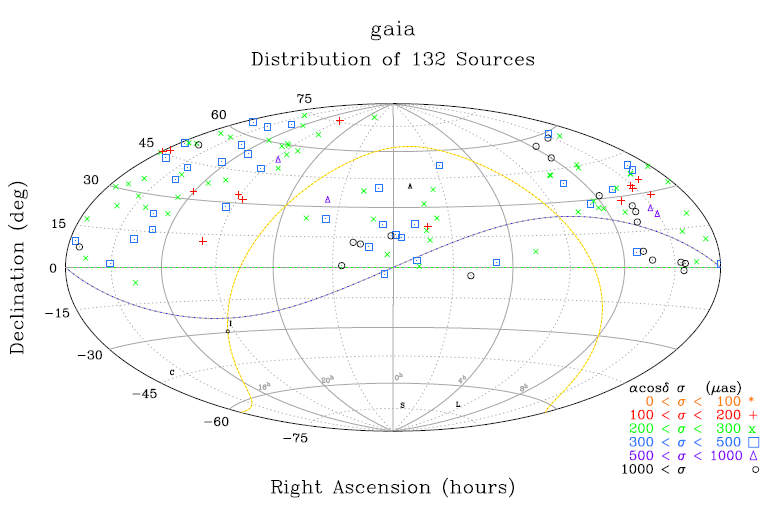 gaia
Distribution of 132 Sources
75
60
45
30
15
0
-15
-30
-45
-60
-75
Declination (deg)
I
C
S
L
16h
20h
0h
4h
8h
αcosδ σ (μas)
0 < σ < 100 *
100 < σ < 200 +
200 < σ < 300 x
300 < σ < 500 □
500 < σ < 1000 Δ
1000 < σ ○
Right Ascension (hours)